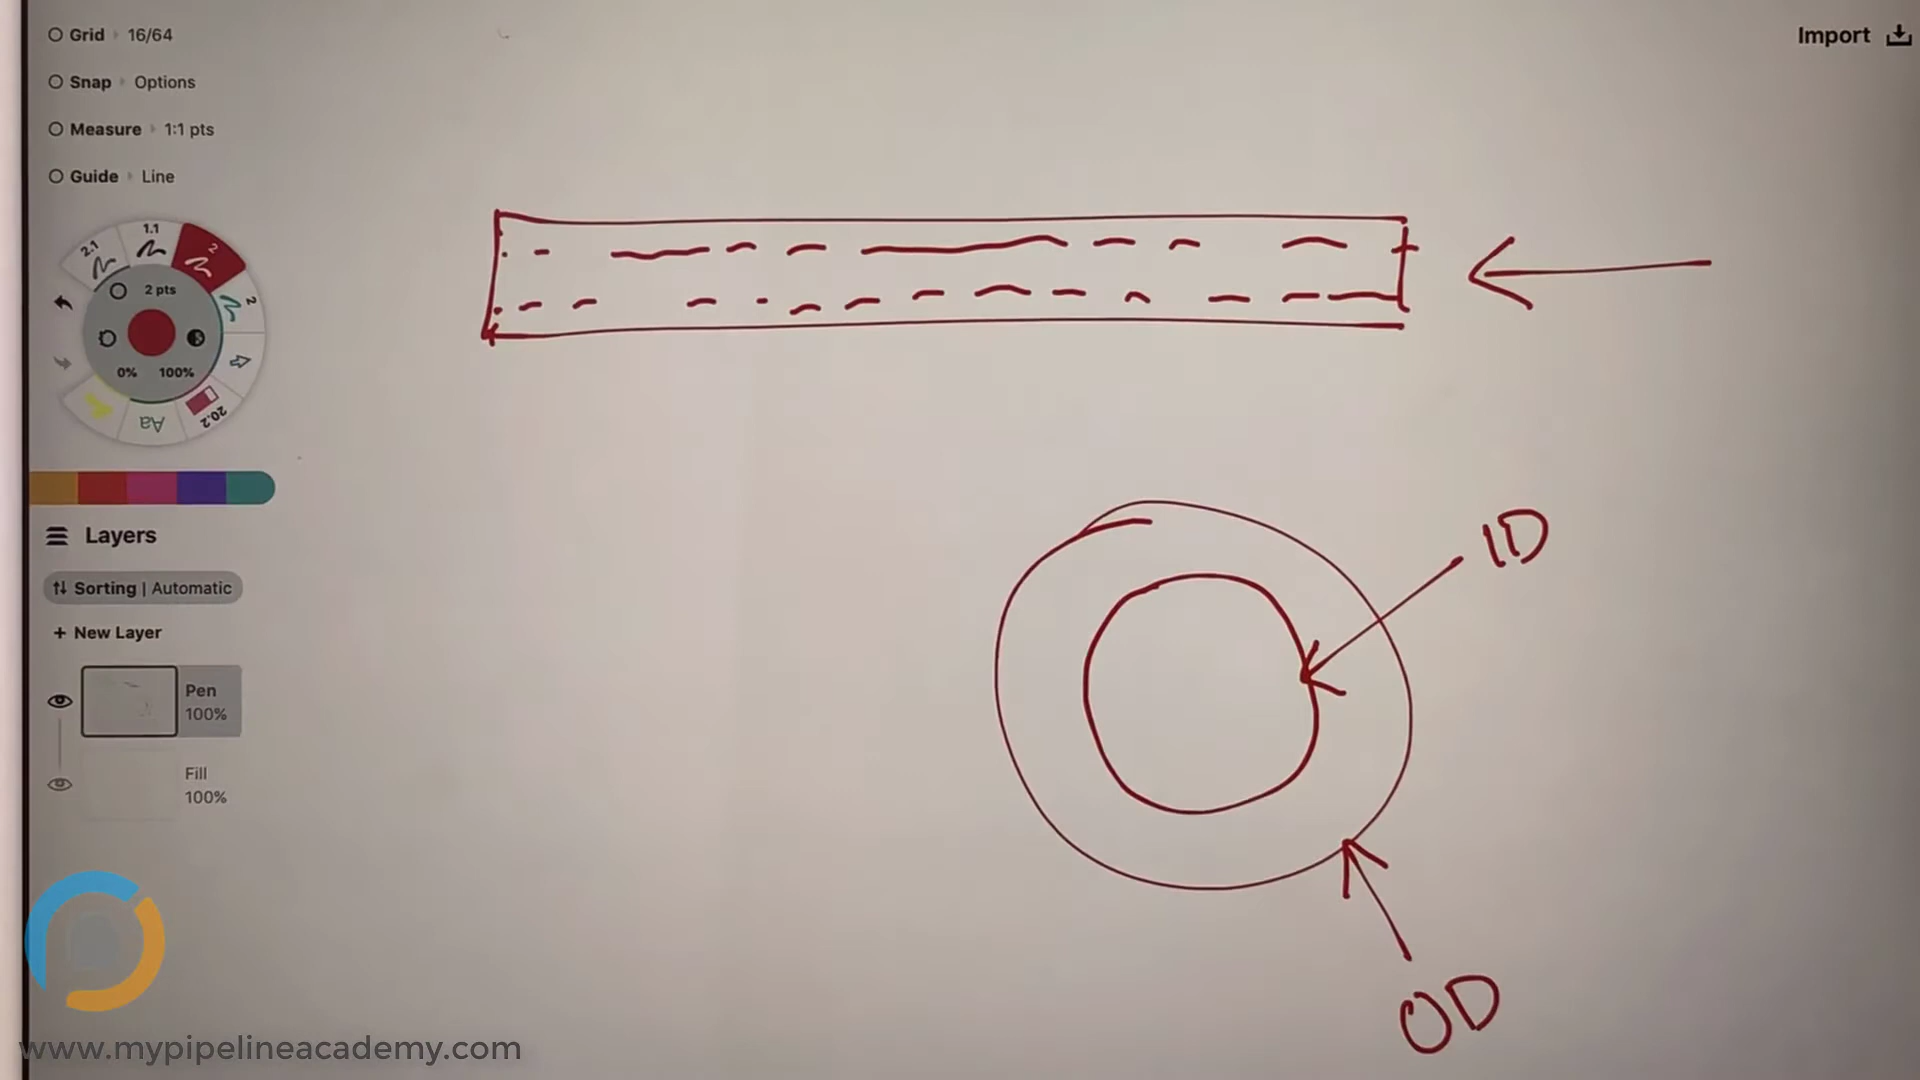 Grid 16/64
Import
Snap Options
Measure 1:1 pts
Guide Line
2.1
1.1
2
2
2 pts
0% 100%
20.2
Aa
Layers
Sorting | Automatic
+ New Layer
Pen
100%
Fill
100%
ID
OD
www.mypipelineacademy.com